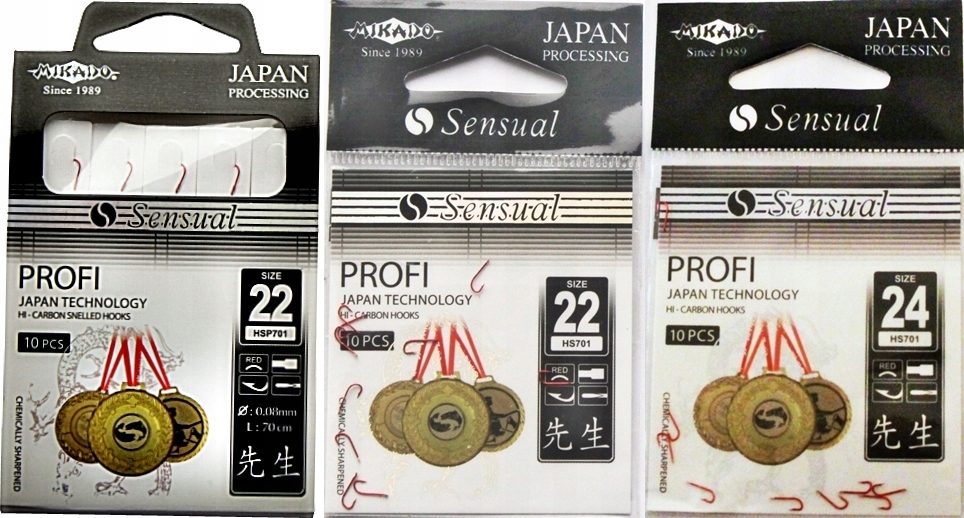 MIKADO®
Since 1989
JAPAN
PROCESSING
Sensual
PROFI
JAPAN TECHNOLOGY
HI - CARBON SNELLED HOOKS
10 PCS
SIZE
22
HSP701
RED
Ø : 0,08mm
L : 70 cm
先生
CHEMICALLY SHARPENED
MIKADO®
Since 1989
JAPAN
PROCESSING
Sensual
Sensual
PROFI
JAPAN TECHNOLOGY
HI - CARBON HOOKS
10 PCS
SIZE
22
HS701
RED
先生
CHEMICALLY SHARPENED
MIKADO®
Since 1989
JAPAN
PROCESSING
Sensual
Sensual
PROFI
JAPAN TECHNOLOGY
HI - CARBON HOOKS
10 PCS
SIZE
24
HS701
RED
先生
CHEMICALLY SHARPENED